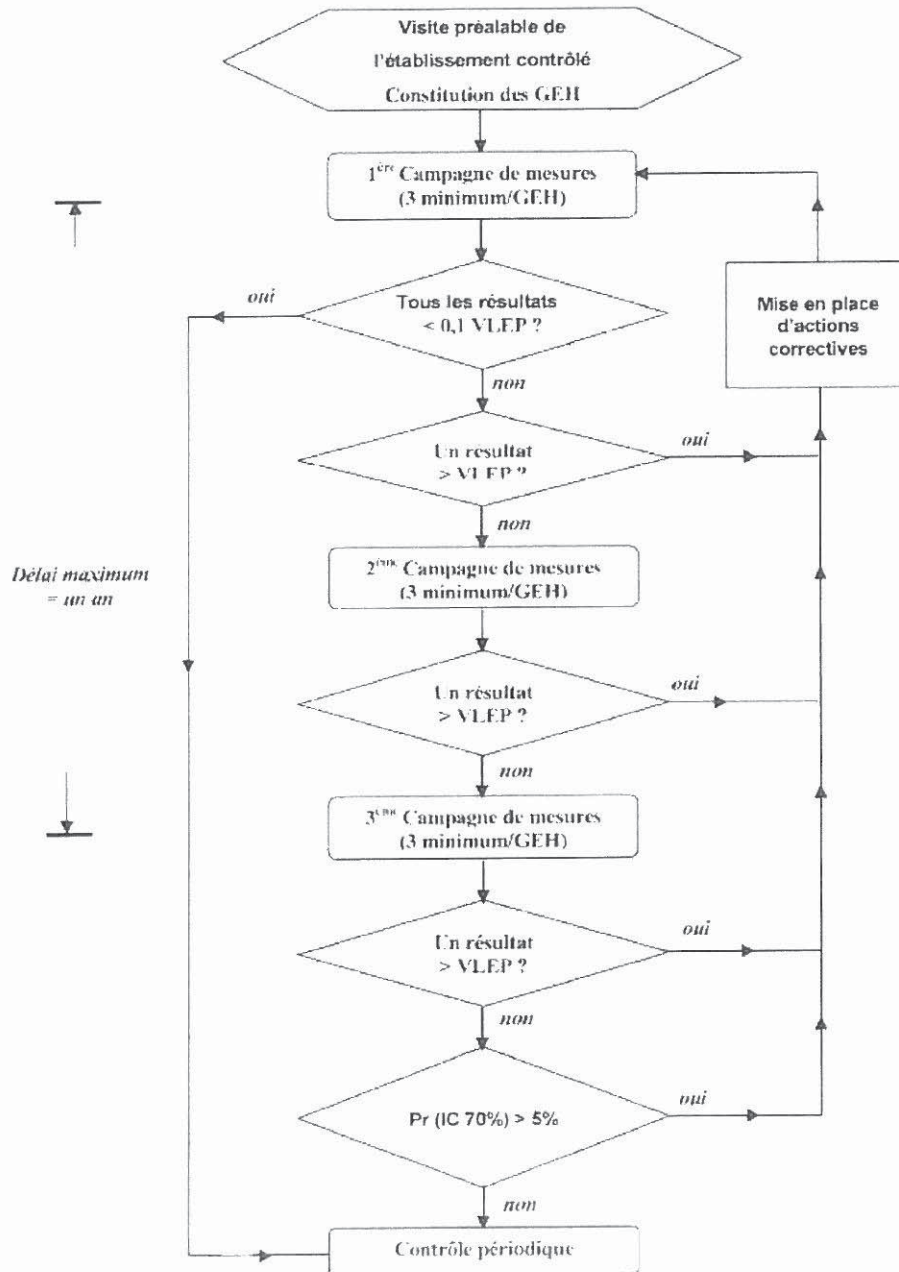 Visite préalable de
l'établissement contrôlé
Constitution des GEH
1ère Campagne de mesures
(3 minimum/GEH)
oui
Tous les résultats
< 0,1 VLEP ?
Mise en place
d'actions
correctives
non
Un résultat
> VLEP ?
oui
non
2ème Campagne de mesures
(3 minimum/GEH)
Délai maximum
= un an
Un résultat
> VLEP ?
oui
non
3ème Campagne de mesures
(3 minimum/GEH)
Un résultat
> VLEP ?
oui
non
Pr (IC 70%) > 5%
oui
non
Contrôle périodique